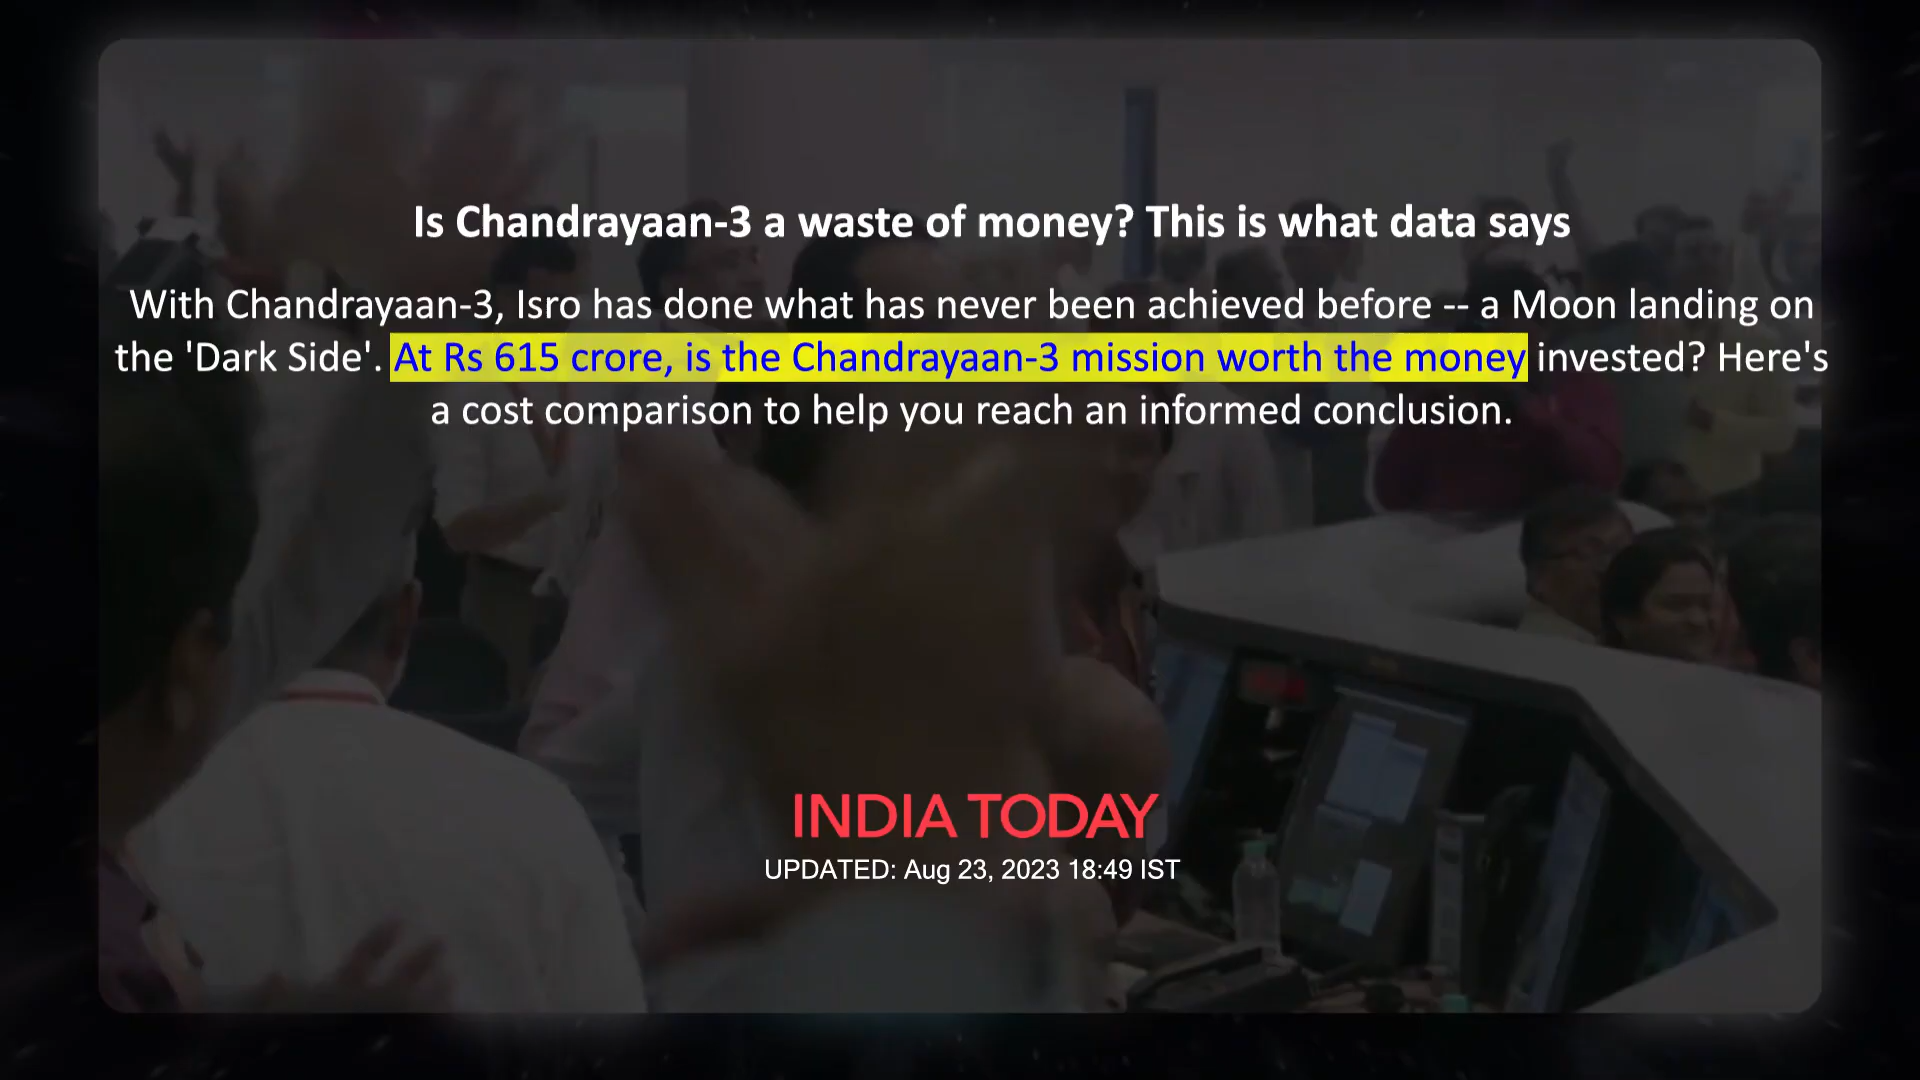 Is Chandrayaan-3 a waste of money? This is what data says
With Chandrayaan-3, Isro has done what has never been achieved before -- a Moon landing on
the 'Dark Side'. At Rs 615 crore, is the Chandrayaan-3 mission worth the money invested? Here's
a cost comparison to help you reach an informed conclusion.
INDIA TODAY
UPDATED: Aug 23, 2023 18:49 IST